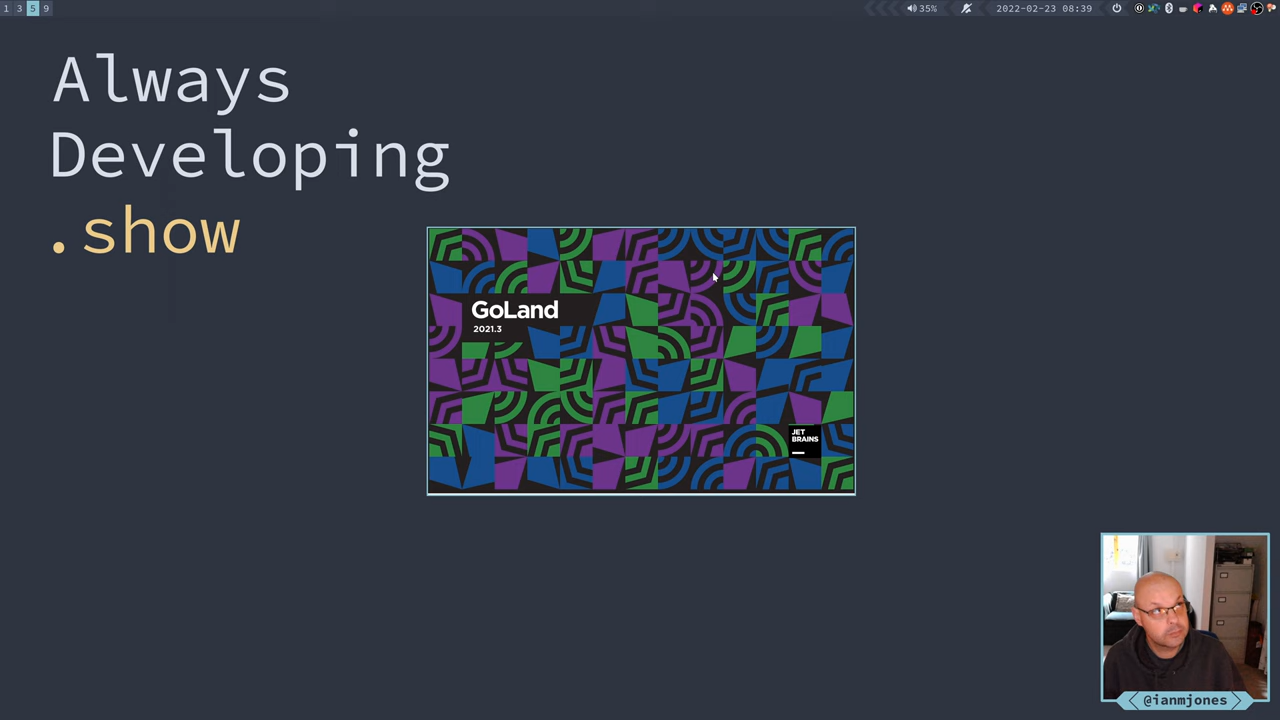 1 3 5 9
35%
2022-02-23 08:39
Always
Developing
.show
GoLand
2021.3
JET
BRAINS
@ianmjones